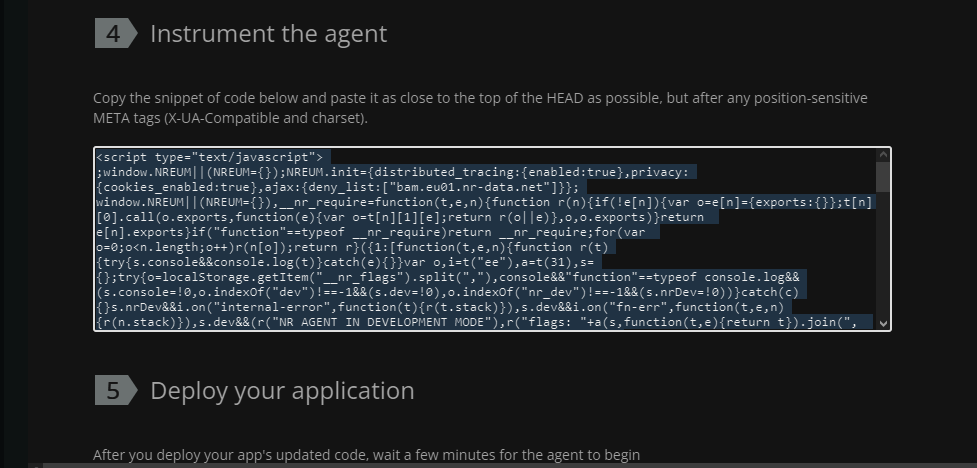 4 Instrument the agent
Copy the snippet of code below and paste it as close to the top of the HEAD as possible, but after any position-sensitive
META tags (X-UA-Compatible and charset).
<script type="text/javascript">
;window.NREUM||(NREUM={});NREUM.init={distributed_tracing:{enabled:true},privacy:
{cookies_enabled:true},ajax:{deny_list:["bam.eu01.nr-data.net"]}};
window.NREUM||(NREUM={}),__nr_require=function(t,e,n){function r(n){if(!e[n]){var o=e[n]={exports:{}};t[n]
[0].call(o.exports,function(e){var o=t[n][1][e];return r(o||e)},o,o.exports)}return
e[n].exports}if("function"==typeof __nr_require)return __nr_require;for(var
o=0;o<n.length;o++)r(n[o]);return r}({1:[function(t,e,n){function r(t)
{try{s.console&&console.log(t)}catch(e){}}var o,i=t("ee"),a=t(31),s=
{};try{o=localStorage.getItem("__nr_flags").split(","),console&&"function"==typeof console.log&&
(s.console=!0,o.indexOf("dev")!==-1&&(s.dev=!0),o.indexOf("nr_dev")!==-1&&(s.nrDev=!0))}catch(c)
{}s.nrDev&&i.on("internal-error",function(t){r(t.stack)}),s.dev&&i.on("fn-err",function(t,e,n)
{r(n.stack)}),s.dev&&(r("NR AGENT IN DEVELOPMENT MODE"),r("flags: "+a(s,function(t,e){return t}).join(",
5 Deploy your application
After you deploy your app's updated code, wait a few minutes for the agent to begin